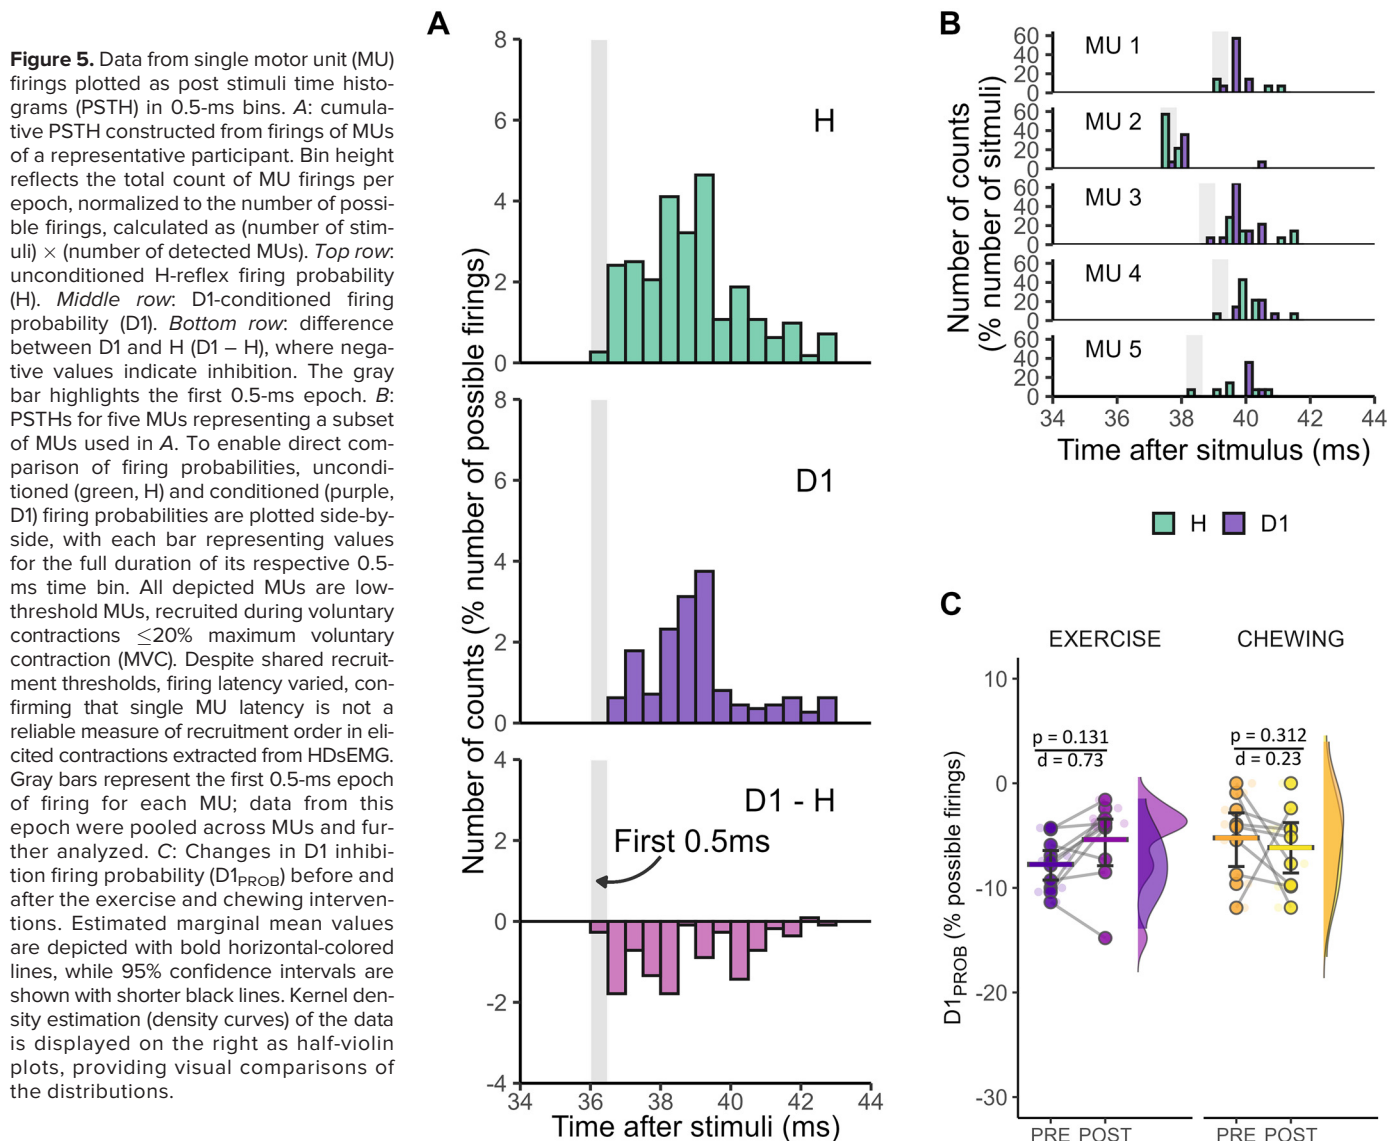 Figure 5. Data from single motor unit (MU)
firings plotted as post stimuli time histo-
grams (PSTH) in 0.5-ms bins. A: cumula-
tive PSTH constructed from firings of MUs
of a representative participant. Bin height
reflects the total count of MU firings per
epoch, normalized to the number of possi-
ble firings, calculated as (number of stim-
uli) × (number of detected MUs). Top row:
unconditioned H-reflex firing probability
(H). Middle row: D1-conditioned firing
probability (D1). Bottom row: difference
between D1 and H (D1 – H), where nega-
tive values indicate inhibition. The gray
bar highlights the first 0.5-ms epoch. B:
PSTHs for five MUs representing a subset
of MUs used in A. To enable direct com-
parison of firing probabilities, uncondi-
tioned (green, H) and conditioned (purple,
D1) firing probabilities are plotted side-by-
side, with each bar representing values
for the full duration of its respective 0.5-
ms time bin. All depicted MUs are low-
threshold MUs, recruited during voluntary
contractions ≤20% maximum voluntary
contraction (MVC). Despite shared recruit-
ment thresholds, firing latency varied, con-
firming that single MU latency is not a
reliable measure of recruitment order in eli-
cited contractions extracted from HDsEMG.
Gray bars represent the first 0.5-ms epoch
of firing for each MU; data from this
epoch were pooled across MUs and fur-
ther analyzed. C: Changes in D1 inhibi-
tion firing probability (D1PROB) before and
after the exercise and chewing interven-
tions. Estimated marginal mean values
are depicted with bold horizontal-colored
lines, while 95% confidence intervals are
shown with shorter black lines. Kernel den-
sity estimation (density curves) of the data
is displayed on the right as half-violin
plots, providing visual comparisons of
the distributions.
A
Number of counts (% number of possible firings)
8
6
4
2
0
H
8
6
4
2
0
D1
4
2
0
-2
-4
D1 - H
First 0.5ms
34 36 38 40 42 44
Time after stimuli (ms)
B
Number of counts
(% number of sitmuli)
60
40
20
0
MU 1
60
40
20
0
MU 2
60
40
20
0
MU 3
60
40
20
0
MU 4
60
40
20
0
MU 5
34 36 38 40 42 44
Time after sitmulus (ms)
H D1
C
EXERCISE CHEWING
D1PROB (% possible firings)
10
0
-10
-20
-30
p = 0.131
d = 0.73
p = 0.312
d = 0.23
PRE POST PRE POST